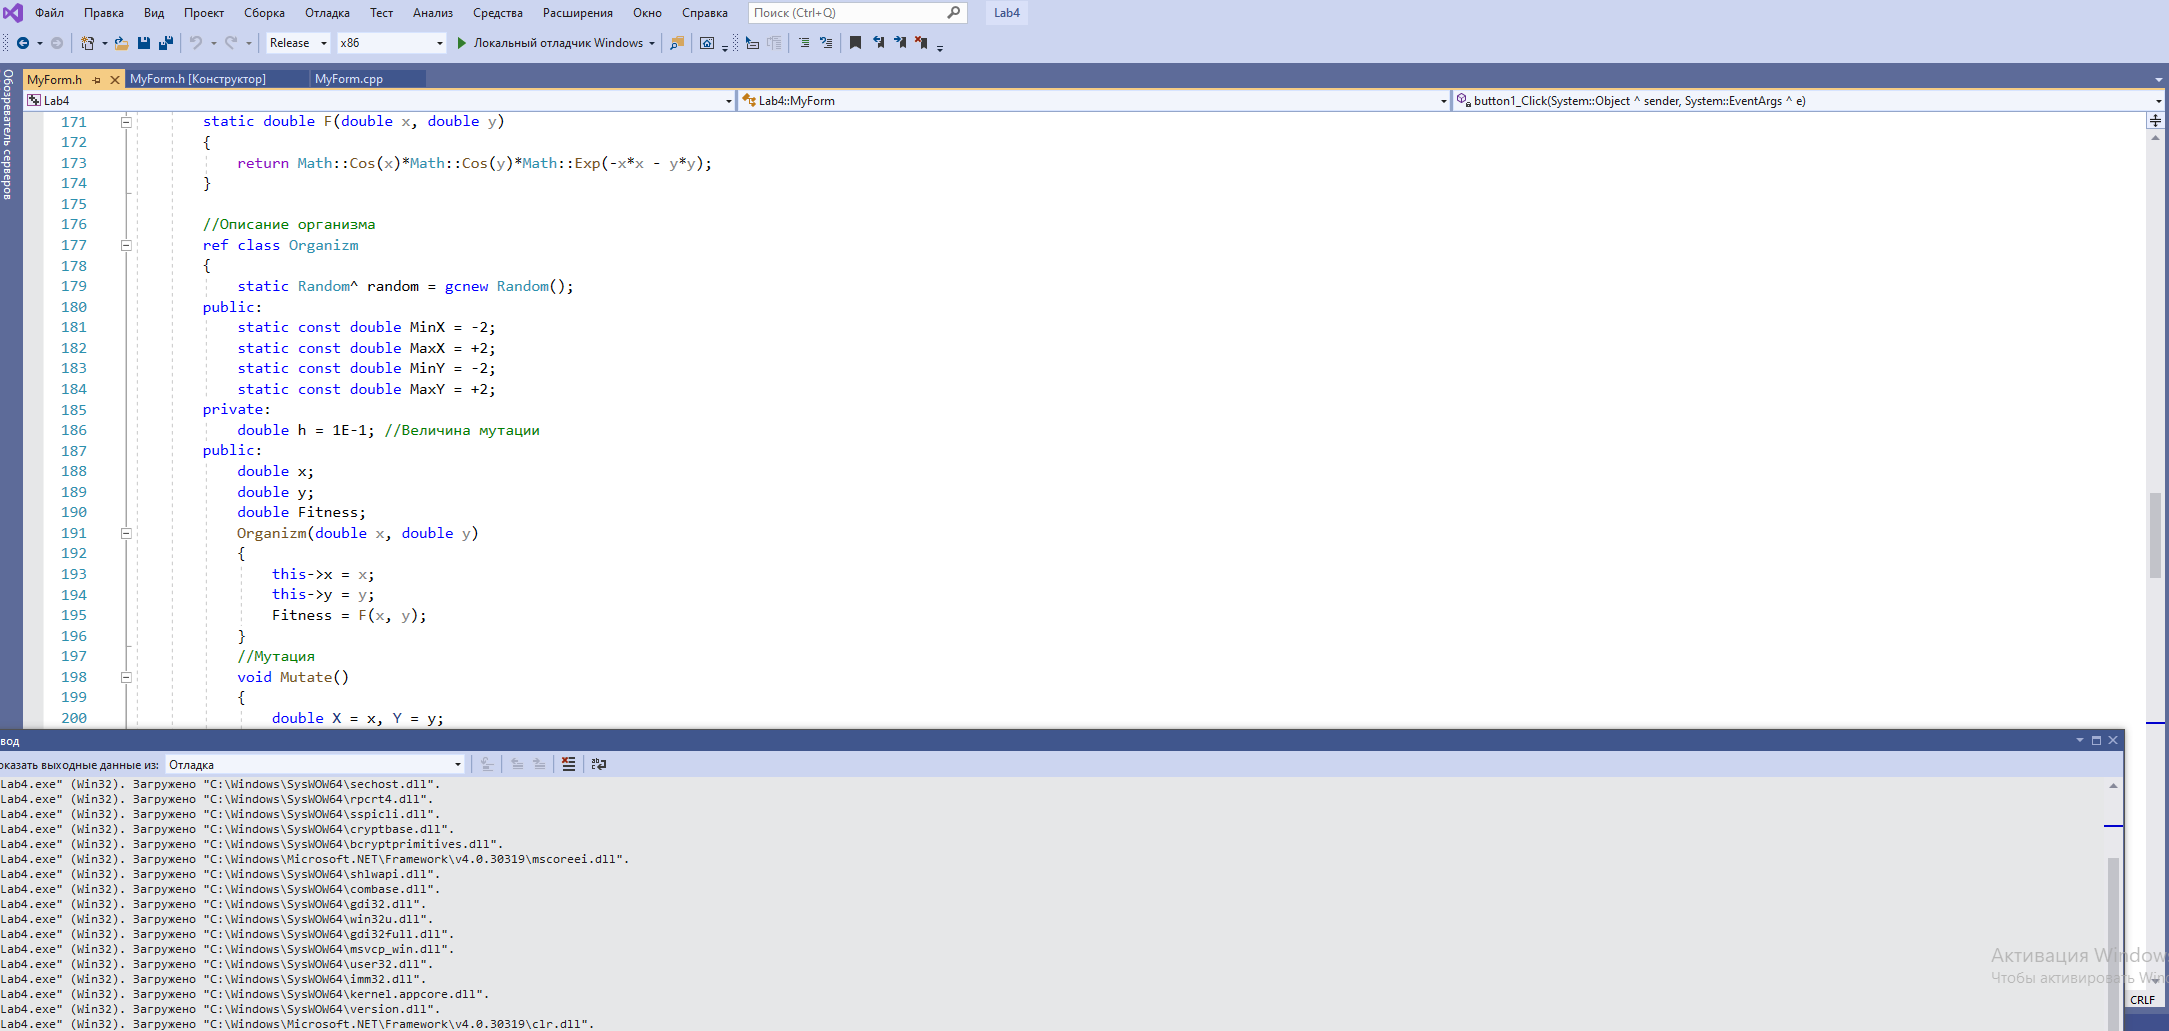 Файл Правка Вид Проект Сборка Отладка Тест Анализ Средства Расширения Окно Справка Поиск (Ctrl+Q) Lab4
Release x86 Локальный отладчик Windows
MyForm.h MyForm.h [Конструктор] MyForm.cpp
Обозреватель серверов
Lab4 Lab4::MyForm button1_Click(System::Object ^ sender, System::EventArgs ^ e)
171 static double F(double x, double y)
172 {
173 return Math::Cos(x)*Math::Cos(y)*Math::Exp(-x*x - y*y);
174 }
175
176 //Описание организма
177 ref class Organizm
178 {
179 static Random^ random = gcnew Random();
180 public:
181 static const double MinX = -2;
182 static const double MaxX = +2;
183 static const double MinY = -2;
184 static const double MaxY = +2;
185 private:
186 double h = 1E-1; //Величина мутации
187 public:
188 double x;
189 double y;
190 double Fitness;
191 Organizm(double x, double y)
192 {
193 this->x = x;
194 this->y = y;
195 Fitness = F(x, y);
196 }
197 //Мутация
198 void Mutate()
199 {
200 double X = x, Y = y;
вод
оказать выходные данные из: Отладка
Lab4.exe" (Win32). Загружено "C:\Windows\SysWOW64\sechost.dll".
Lab4.exe" (Win32). Загружено "C:\Windows\SysWOW64\rpcrt4.dll".
Lab4.exe" (Win32). Загружено "C:\Windows\SysWOW64\sspicli.dll".
Lab4.exe" (Win32). Загружено "C:\Windows\SysWOW64\cryptbase.dll".
Lab4.exe" (Win32). Загружено "C:\Windows\SysWOW64\bcryptprimitives.dll".
Lab4.exe" (Win32). Загружено "C:\Windows\Microsoft.NET\Framework\v4.0.30319\mscoreei.dll".
Lab4.exe" (Win32). Загружено "C:\Windows\SysWOW64\shlwapi.dll".
Lab4.exe" (Win32). Загружено "C:\Windows\SysWOW64\combase.dll".
Lab4.exe" (Win32). Загружено "C:\Windows\SysWOW64\gdi32.dll".
Lab4.exe" (Win32). Загружено "C:\Windows\SysWOW64\win32u.dll".
Lab4.exe" (Win32). Загружено "C:\Windows\SysWOW64\gdi32full.dll".
Lab4.exe" (Win32). Загружено "C:\Windows\SysWOW64\msvcp_win.dll".
Lab4.exe" (Win32). Загружено "C:\Windows\SysWOW64\user32.dll".
Lab4.exe" (Win32). Загружено "C:\Windows\SysWOW64\imm32.dll".
Lab4.exe" (Win32). Загружено "C:\Windows\SysWOW64\kernel.appcore.dll".
Lab4.exe" (Win32). Загружено "C:\Windows\SysWOW64\version.dll".
Lab4.exe" (Win32). Загружено "C:\Windows\Microsoft.NET\Framework\v4.0.30319\clr.dll".
Активация Window
Чтобы активировать Win
CRLF